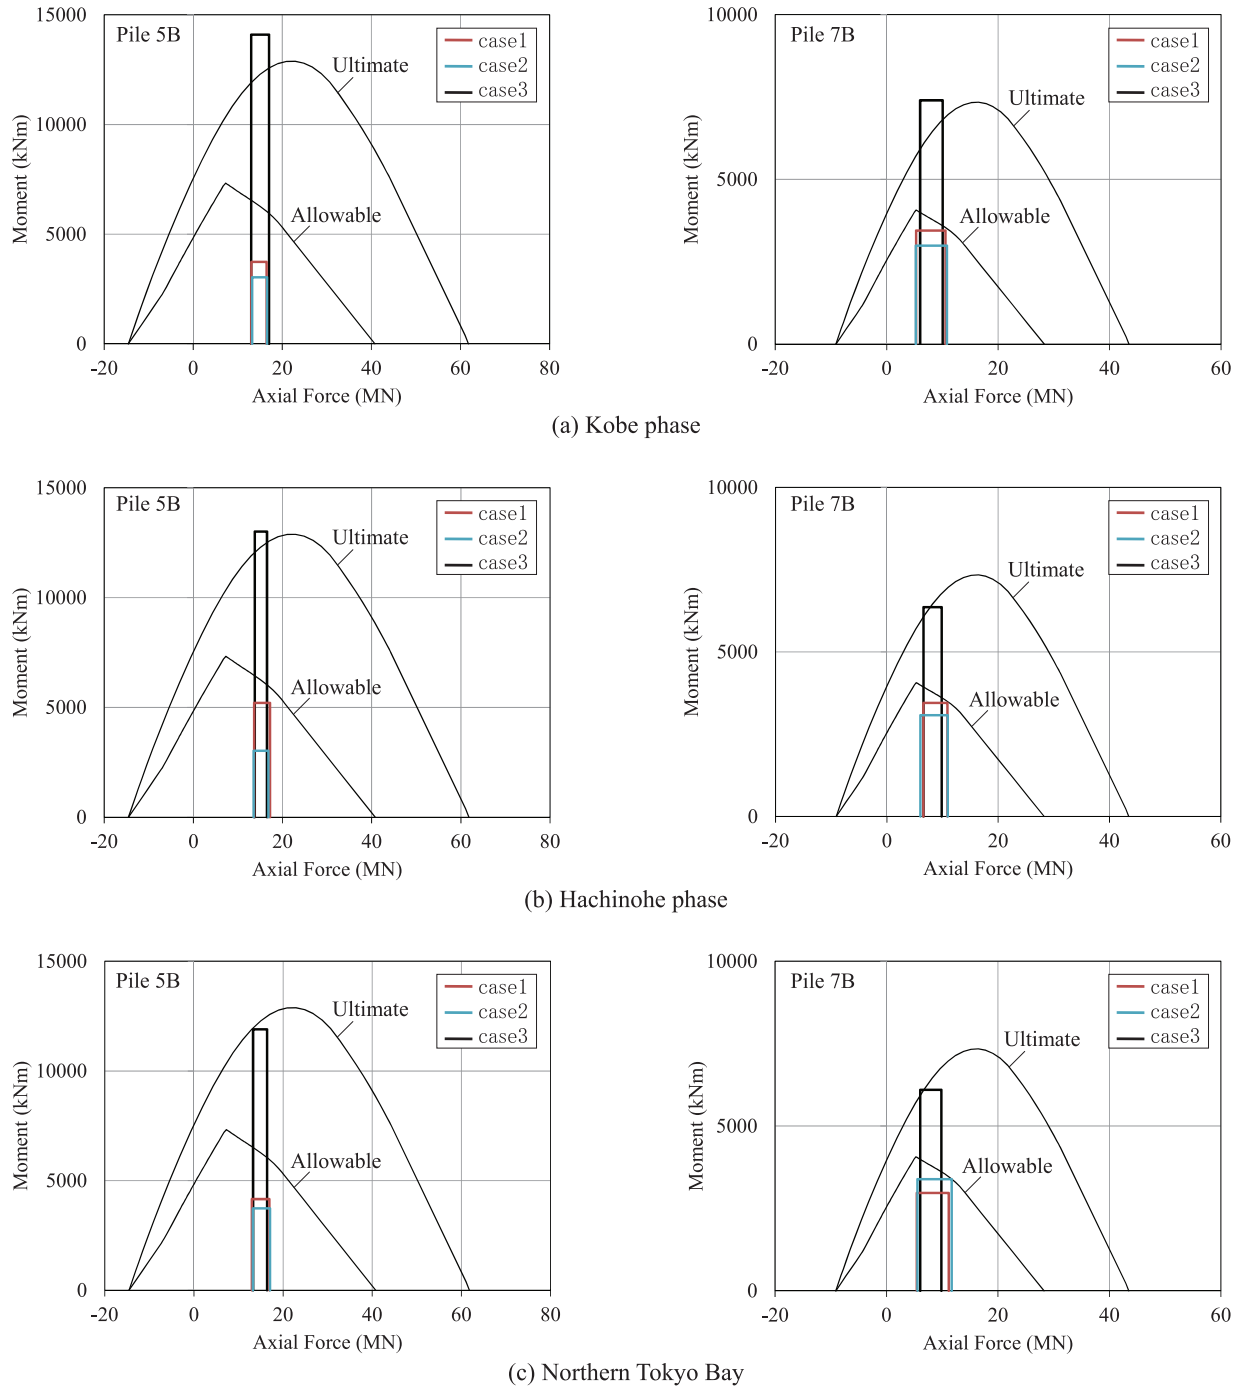 15000
10000
5000
0
-20
0
20
40
60
80
Moment (kNm)
Axial Force (MN)
Pile 5B
Ultimate
Allowable
case1
case2
case3
10000
5000
0
-20
0
20
40
60
Moment (kNm)
Axial Force (MN)
Pile 7B
Ultimate
Allowable
case1
case2
case3
(a) Kobe phase
15000
10000
5000
0
-20
0
20
40
60
80
Moment (kNm)
Axial Force (MN)
Pile 5B
Ultimate
Allowable
case1
case2
case3
10000
5000
0
-20
0
20
40
60
Moment (kNm)
Axial Force (MN)
Pile 7B
Ultimate
Allowable
case1
case2
case3
(b) Hachinohe phase
15000
10000
5000
0
-20
0
20
40
60
80
Moment (kNm)
Axial Force (MN)
Pile 5B
Ultimate
Allowable
case1
case2
case3
10000
5000
0
-20
0
20
40
60
Moment (kNm)
Axial Force (MN)
Pile 7B
Ultimate
Allowable
case1
case2
case3
(c) Northern Tokyo Bay